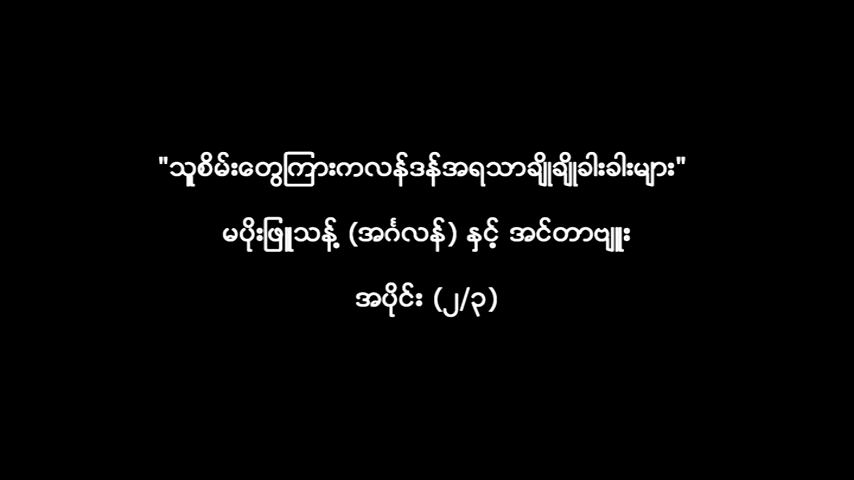 "သူစိမ်းတွေကြားကလန်ဒန်အရသာချိုချိုခါးခါးများ"
မပိုးဖြူသန့် (အင်္ဂလန်) နှင့် အင်တာဗျူး
အပိုင်း (၂/၃)